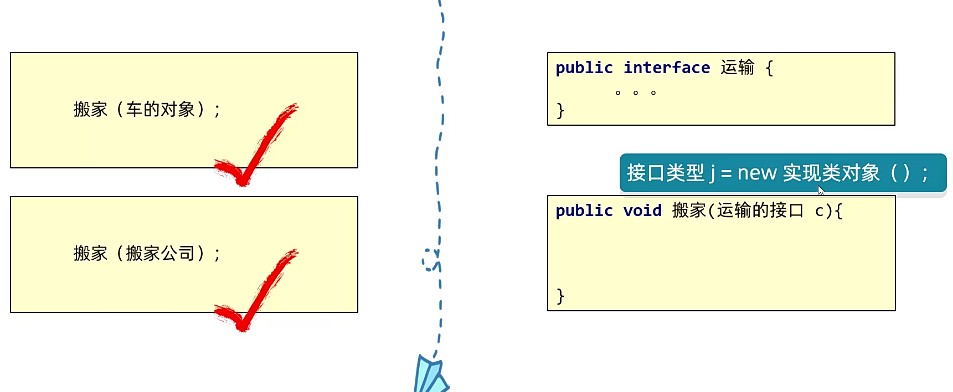 搬家（车的对象）；
搬家（搬家公司）；
public interface 运输 {
。。。
}
接口类型 j = new 实现类对象（）；
public void 搬家(运输的接口 c){
}